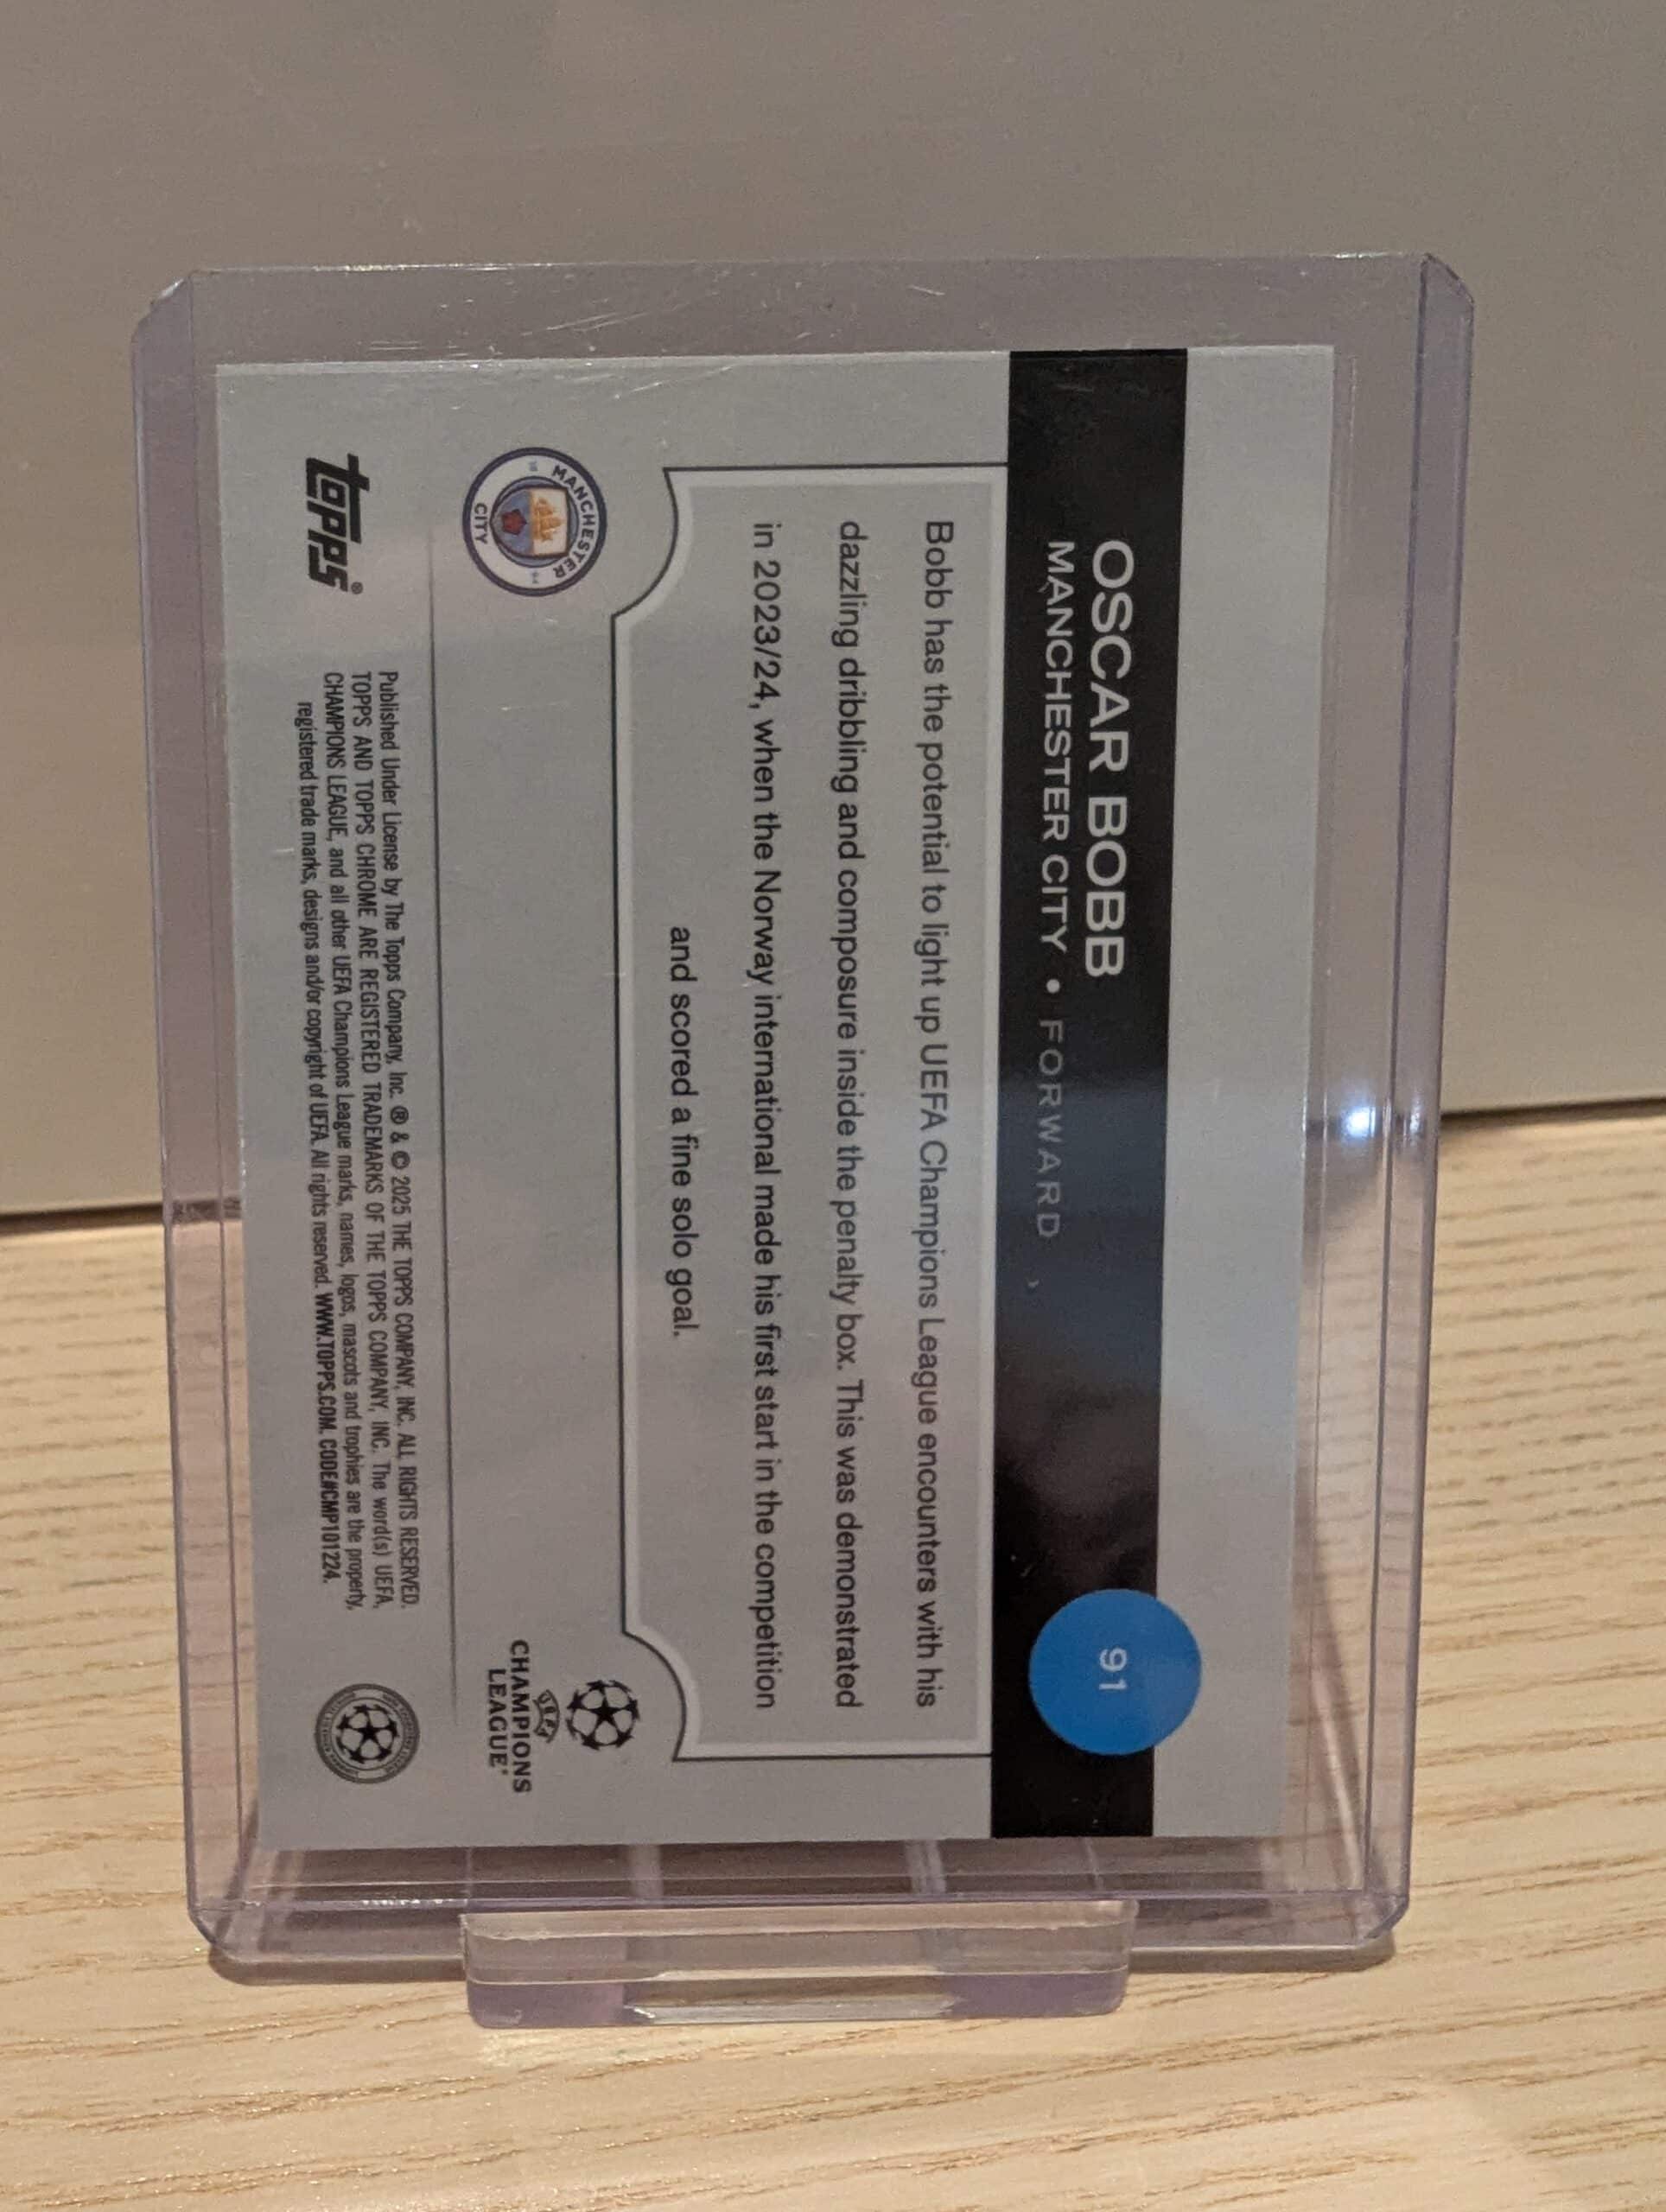 OSCAR BOBB
MANCHESTER CITY • FORWARD
91
Bobb has the potential to light up UEFA Champions League encounters with his
dazzling dribbling and composure inside the penalty box. This was demonstrated
in 2023/24, when the Norway international made his first start in the competition
and scored a fine solo goal.
MANCHESTER
CITY
UEFA
CHAMPIONS
LEAGUE®
topps®
Published Under License by The Topps Company, Inc. ® & © 2025 THE TOPPS COMPANY, INC. ALL RIGHTS RESERVED.
TOPPS AND TOPPS CHROME ARE REGISTERED TRADEMARKS OF THE TOPPS COMPANY, INC. The word(s) UEFA,
CHAMPIONS LEAGUE, and all other UEFA Champions League marks, names, logos, mascots and trophies are the property,
registered trade marks, designs and/or copyright of UEFA. All rights reserved. WWW.TOPPS.COM. CODE#CMP101224.